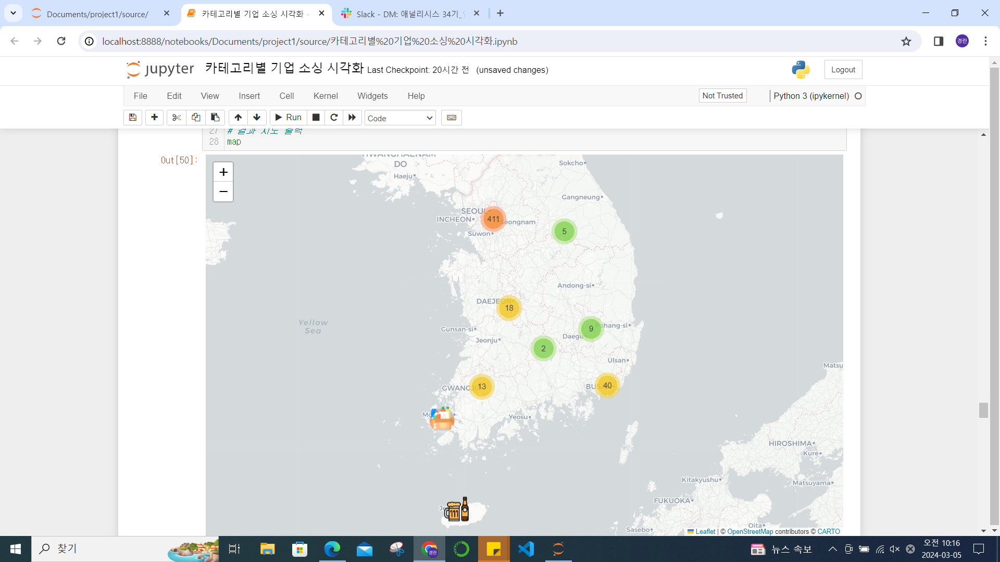 Documents/project1/source/
카테고리별 기업 소싱 시각화 -
Slack - DM: 애널리시스 34기_
localhost:8888/notebooks/Documents/project1/source/카테고리별%20기업%20소싱%20시각화.ipynb
경란
jupyter
카테고리별 기업 소싱 시각화 Last Checkpoint: 20시간 전 (unsaved changes)
Logout
File Edit View Insert Cell Kernel Widgets Help
Not Trusted
Python 3 (ipykernel)
Run
Code
27 # 결과 지도 출력
28 map
Out[50]:
+
−
HWANGHAENAM
DO
Haeju
Sokcho
Gangneung
SEOUL
411
INCHEON
Seongnam
5
Suwon
Andong-si
DAEJEON
18
Yellow
Sea
Gunsan-si
9
Pohang-si
Daegu
Jeonju
2
Ulsan
Matsu
GWANGJU
13
BUSAN
40
Yeosu
HIROSHIMA
Kure
Kitakyushu
Matsuyama
FUKUOKA
Oita
Sasebo
Leaflet | © OpenStreetMap contributors © CARTO
찾기
경란
뉴스 속보
오전 10:16
2024-03-05